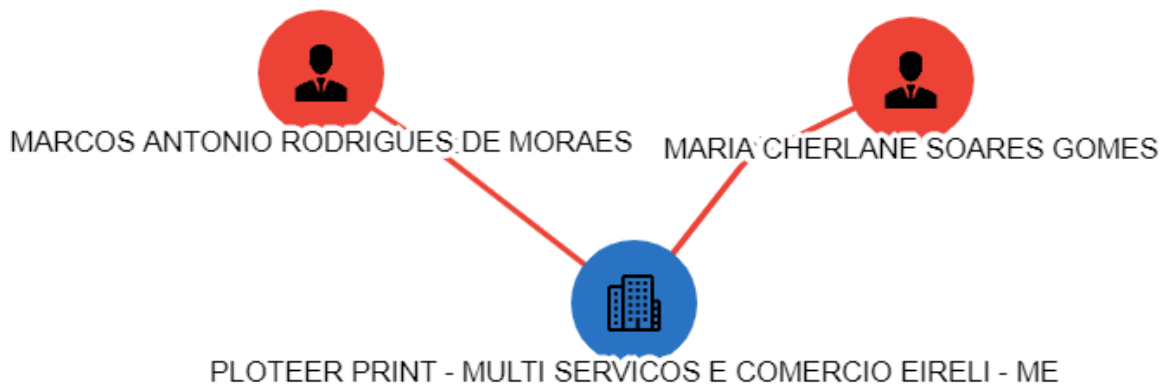 MARCOS ANTONIO RODRIGUES DE MORAES
MARIA CHERLANE SOARES GOMES
PLOTEER PRINT - MULTI SERVICOS E COMERCIO EIRELI - ME